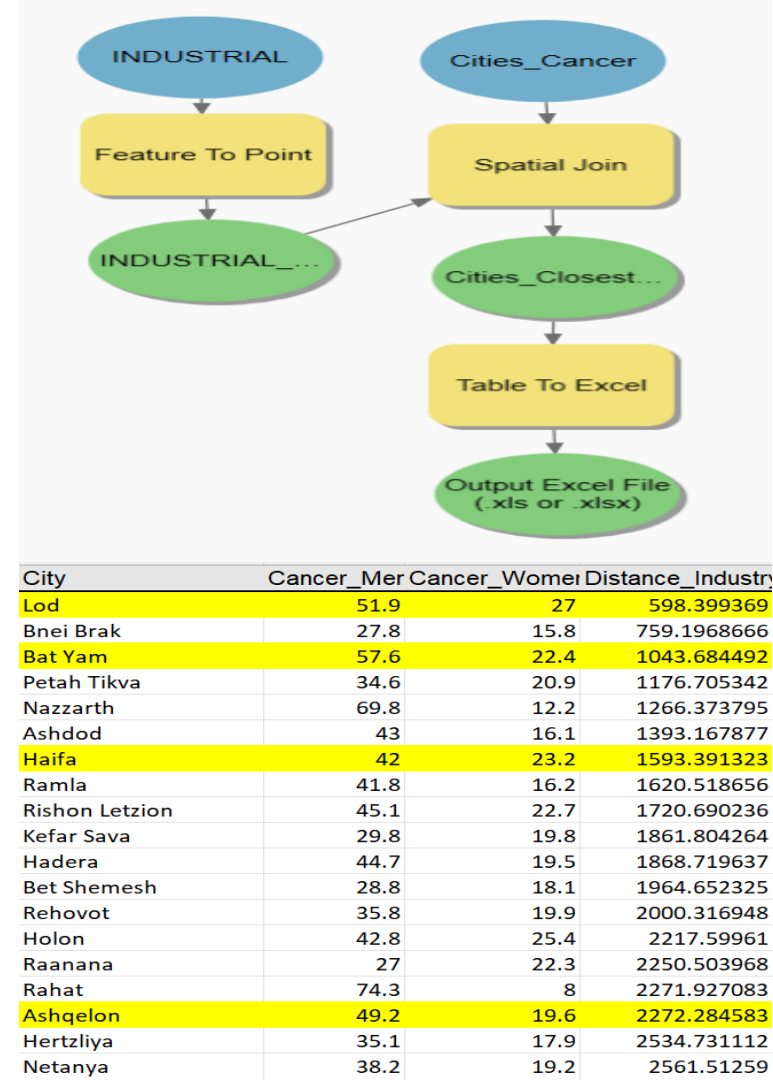 INDUSTRIAL
Cities_Cancer
Feature To Point
Spatial Join
INDUSTRIAL_...
Cities_Closest...
Table To Excel
Output Excel File
(.xls or .xlsx)
City Cancer_Mer Cancer_Womer Distance_Industry
Lod 51.9 27 598.399369
Bnei Brak 27.8 15.8 759.1968666
Bat Yam 57.6 22.4 1043.684492
Petah Tikva 34.6 20.9 1176.705342
Nazzarth 69.8 12.2 1266.373795
Ashdod 43 16.1 1393.167877
Haifa 42 23.2 1593.391323
Ramla 41.8 16.2 1620.518656
Rishon Letzion 45.1 22.7 1720.690236
Kefar Sava 29.8 19.8 1861.804264
Hadera 44.7 19.5 1868.719637
Bet Shemesh 28.8 18.1 1964.652325
Rehovot 35.8 19.9 2000.316948
Holon 42.8 25.4 2217.59961
Raanana 27 22.3 2250.503968
Rahat 74.3 8 2271.927083
Ashqelon 49.2 19.6 2272.284583
Hertzliya 35.1 17.9 2534.731112
Netanya 38.2 19.2 2561.51259